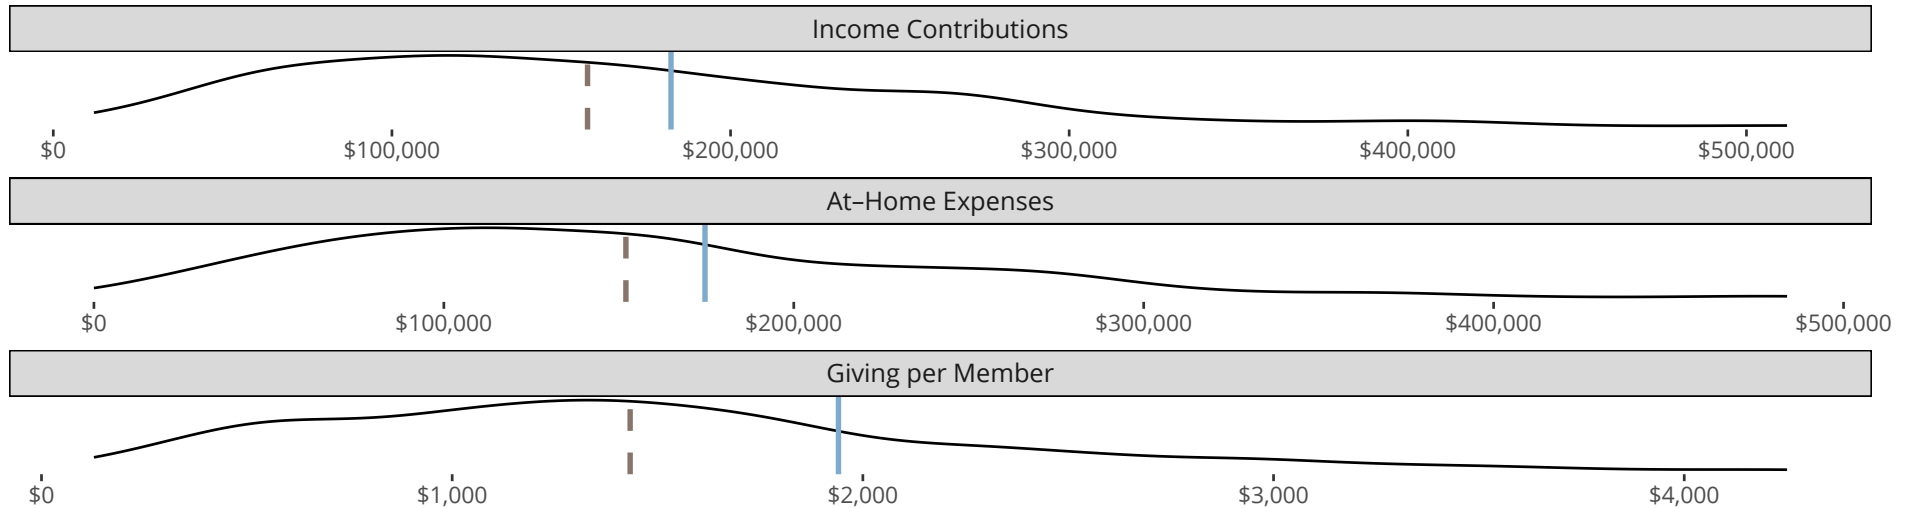 Income Contributions
$0 $100,000 $200,000 $300,000 $400,000 $500,000
At–Home Expenses
$0 $100,000 $200,000 $300,000 $400,000 $500,000
Giving per Member
$0 $1,000 $2,000 $3,000 $4,000